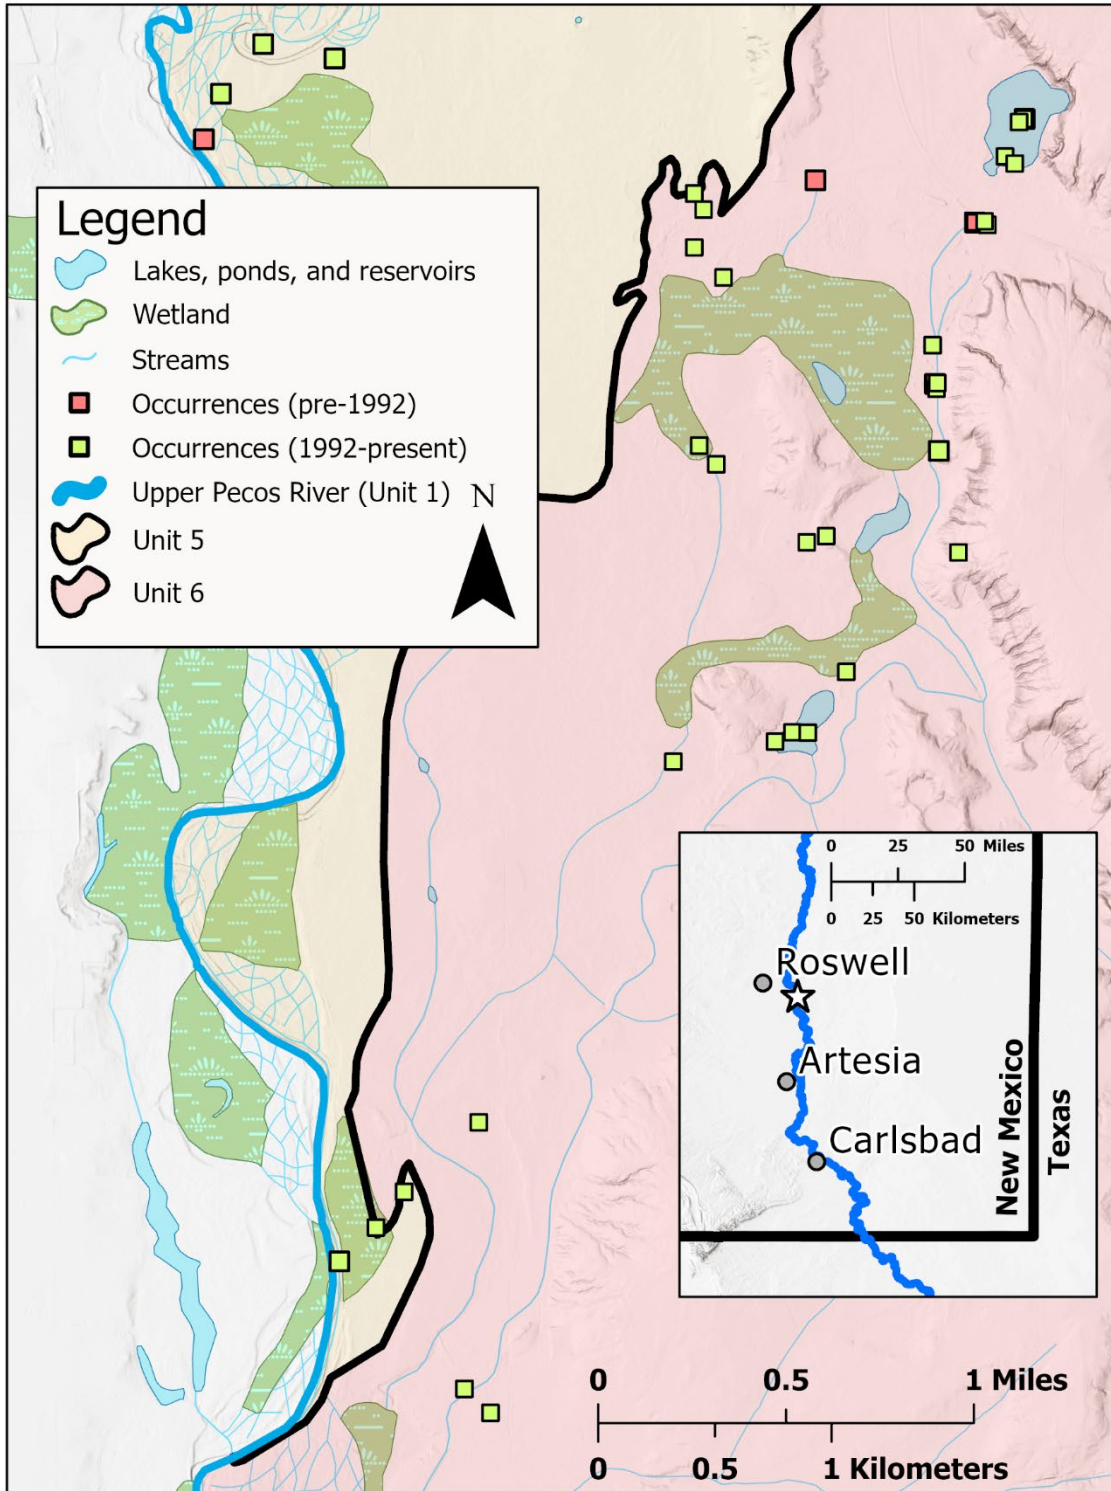 Legend
Lakes, ponds, and reservoirs
Wetland
Streams
Occurrences (pre-1992)
Occurrences (1992-present)
Upper Pecos River (Unit 1)
N
Unit 5
Unit 6
0 25 50 Miles
0 25 50 Kilometers
Roswell
Artesia
Carlsbad
New Mexico
Texas
0 0.5 1 Miles
0 0.5 1 Kilometers